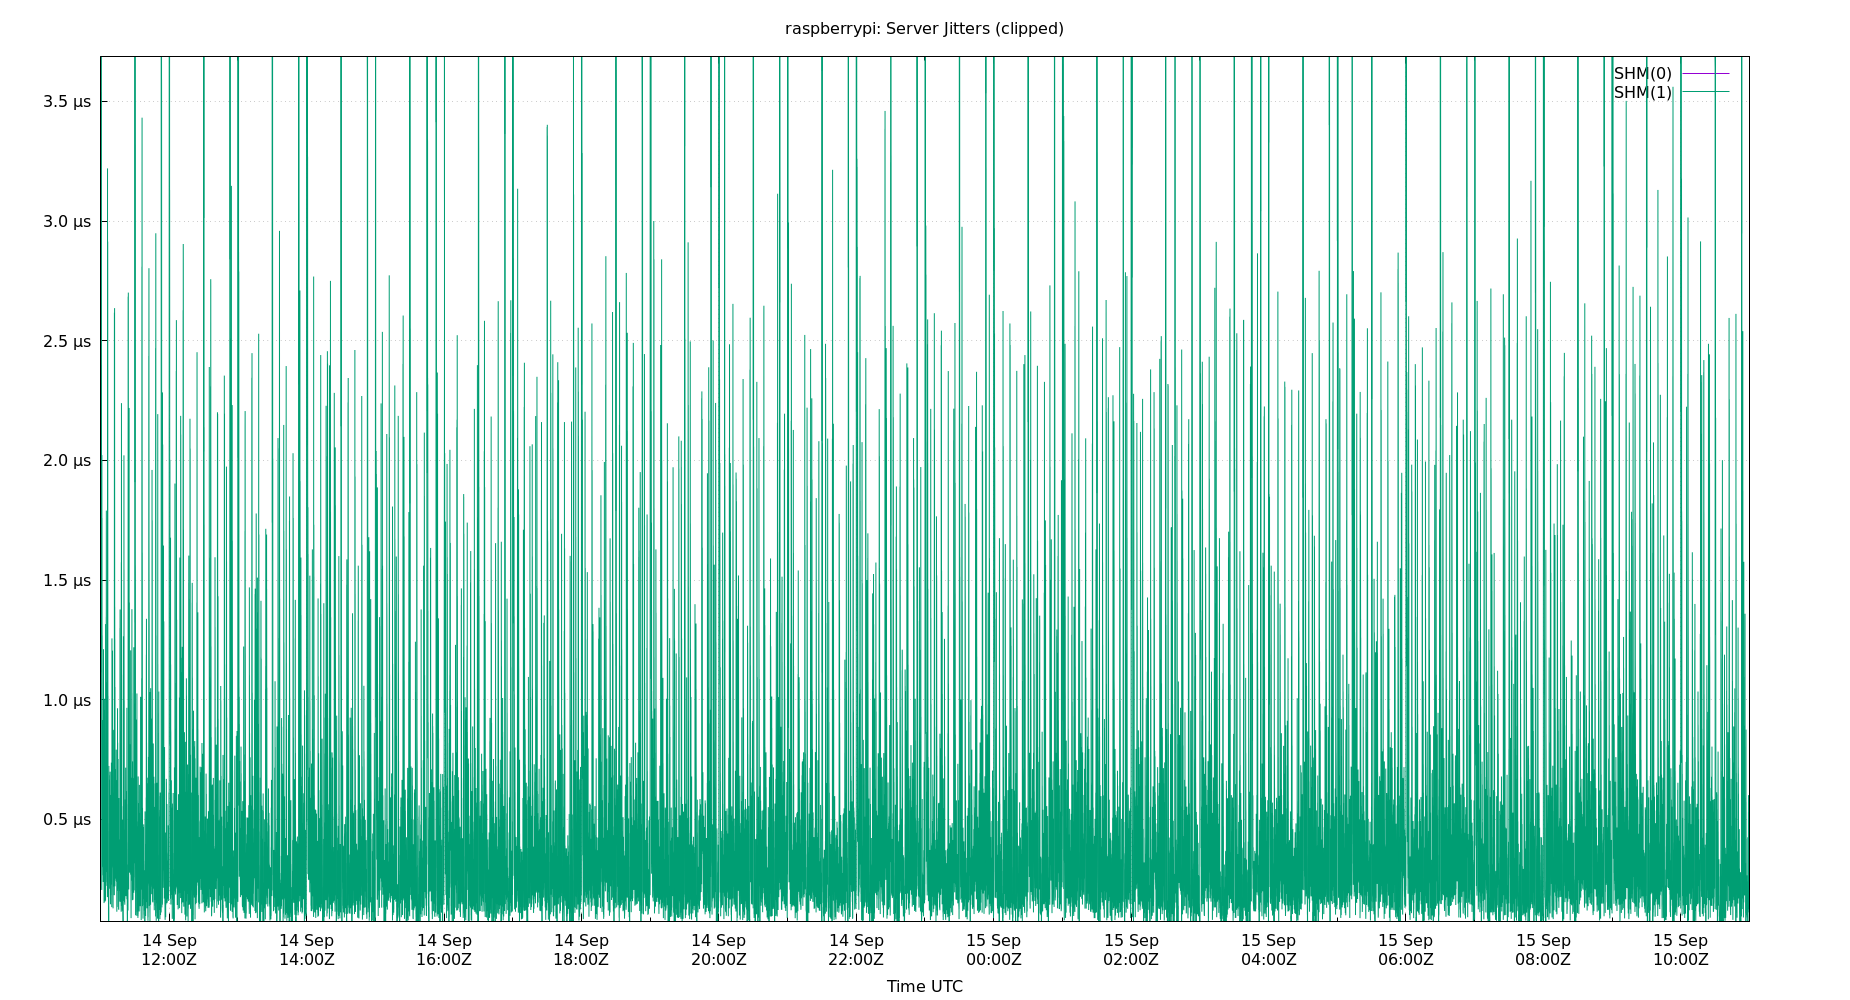 raspberrypi: Server Jitters (clipped)
SHM(0)
SHM(1)
3.5 µs
3.0 µs
2.5 µs
2.0 µs
1.5 µs
1.0 µs
0.5 µs
14 Sep 14 Sep 14 Sep 14 Sep 14 Sep 14 Sep 15 Sep 15 Sep 15 Sep 15 Sep 15 Sep 15 Sep
12:00Z 14:00Z 16:00Z 18:00Z 20:00Z 22:00Z 00:00Z 02:00Z 04:00Z 06:00Z 08:00Z 10:00Z
Time UTC